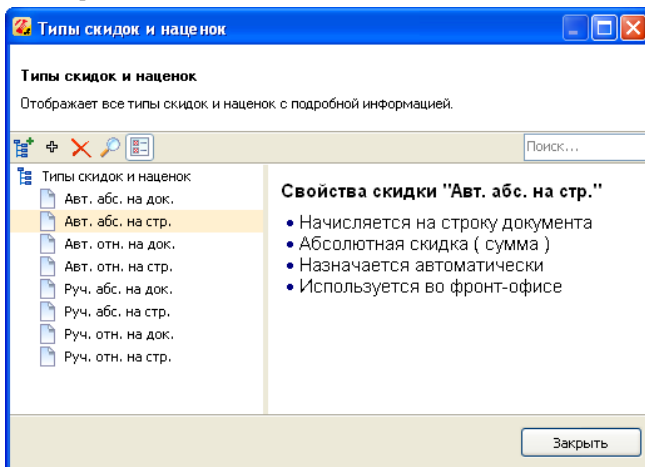 Типы скидок и наценок
Типы скидок и наценок
Отображает все типы скидок и наценок с подробной информацией.
Поиск...
Типы скидок и наценок
Авт. абс. на док.
Авт. абс. на стр.
Авт. отн. на док.
Авт. отн. на стр.
Руч. абс. на док.
Руч. абс. на стр.
Руч. отн. на док.
Руч. отн. на стр.
Свойства скидки "Авт. абс. на стр."
• Начисляется на строку документа
• Абсолютная скидка ( сумма )
• Назначается автоматически
• Используется во фронт-офисе
Закрыть